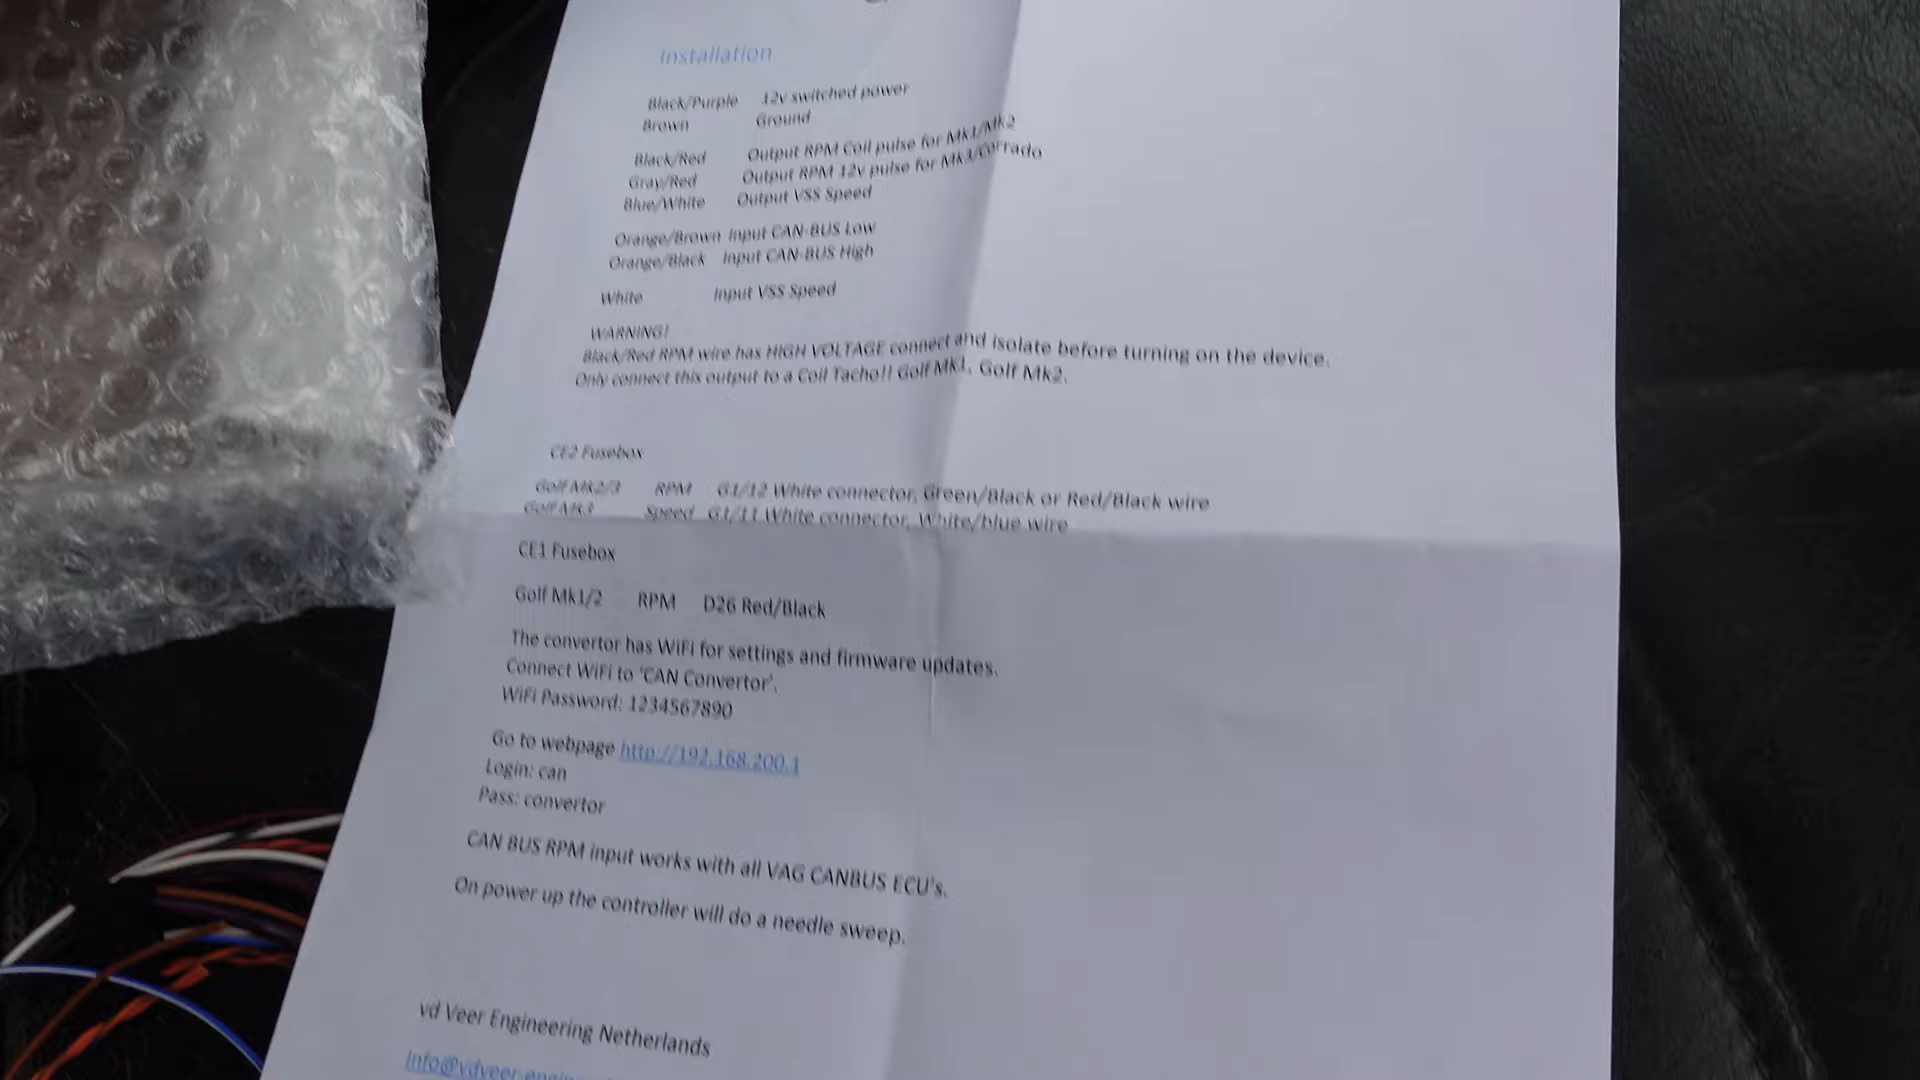 Installation
Black/Purple 12v switched power
Brown Ground
Black/Red Output RPM Coil pulse for Mk1/Mk2
Gray/Red Output RPM 12v pulse for Mk3/Corrado
Blue/White Output VSS Speed
Orange/Brown Input CAN-BUS Low
Orange/Black Input CAN-BUS High
White Input VSS Speed
WARNING!
Black/Red RPM wire has HIGH VOLTAGE connect and isolate before turning on the device.
Only connect this output to a Coil Tacho!! Golf Mk1, Golf Mk2.
CE2 Fusebox
Golf Mk2/3 RPM G1/12 White connector, Green/Black or Red/Black wire
Golf Mk3 Speed G1/11 White connector, White/blue wire
CE1 Fusebox
Golf Mk1/2 RPM D26 Red/Black
The convertor has WiFi for settings and firmware updates.
Connect WiFi to 'CAN Convertor'.
WiFi Password: 1234567890
Go to webpage http://192.168.200.1
Login: can
Pass: convertor
CAN BUS RPM input works with all VAG CANBUS ECU's.
On power up the controller will do a needle sweep.
vd Veer Engineering Netherlands